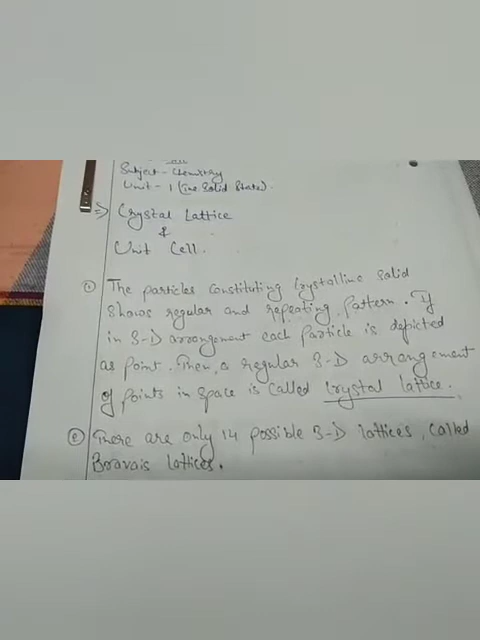 Subject - Chemistry
Unit - 1 (The Solid State).
=> Crystal Lattice
&
Unit Cell.
① The particles constituting Crystalline solid
shows regular and repeating pattern. If
in 3-D arrangement each particle is depicted
as point. Then, a regular 3-D arrangement
of points in space is called Crystal lattice.
② There are only 14 possible 3-D lattices, called
Bravais lattices.